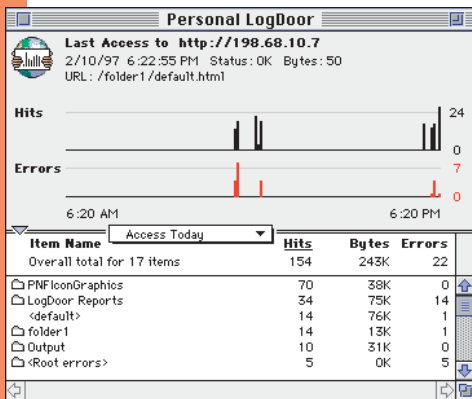 Personal LogDoor
Last Access to http://198.68.10.7
2/10/97 6:22:55 PM Status: OK Bytes: 50
URL: /folder1/default.html
Hits
24
0
Errors
7
0
6:20 AM 6:20 PM
Access Today
Item Name Hits Bytes Errors
Overall total for 17 items 154 243K 22
PNFIconGraphics 70 38K 0
LogDoor Reports 34 75K 14
<default> 14 76K 1
folder1 14 13K 1
Output 10 31K 0
<Root errors> 5 0K 5